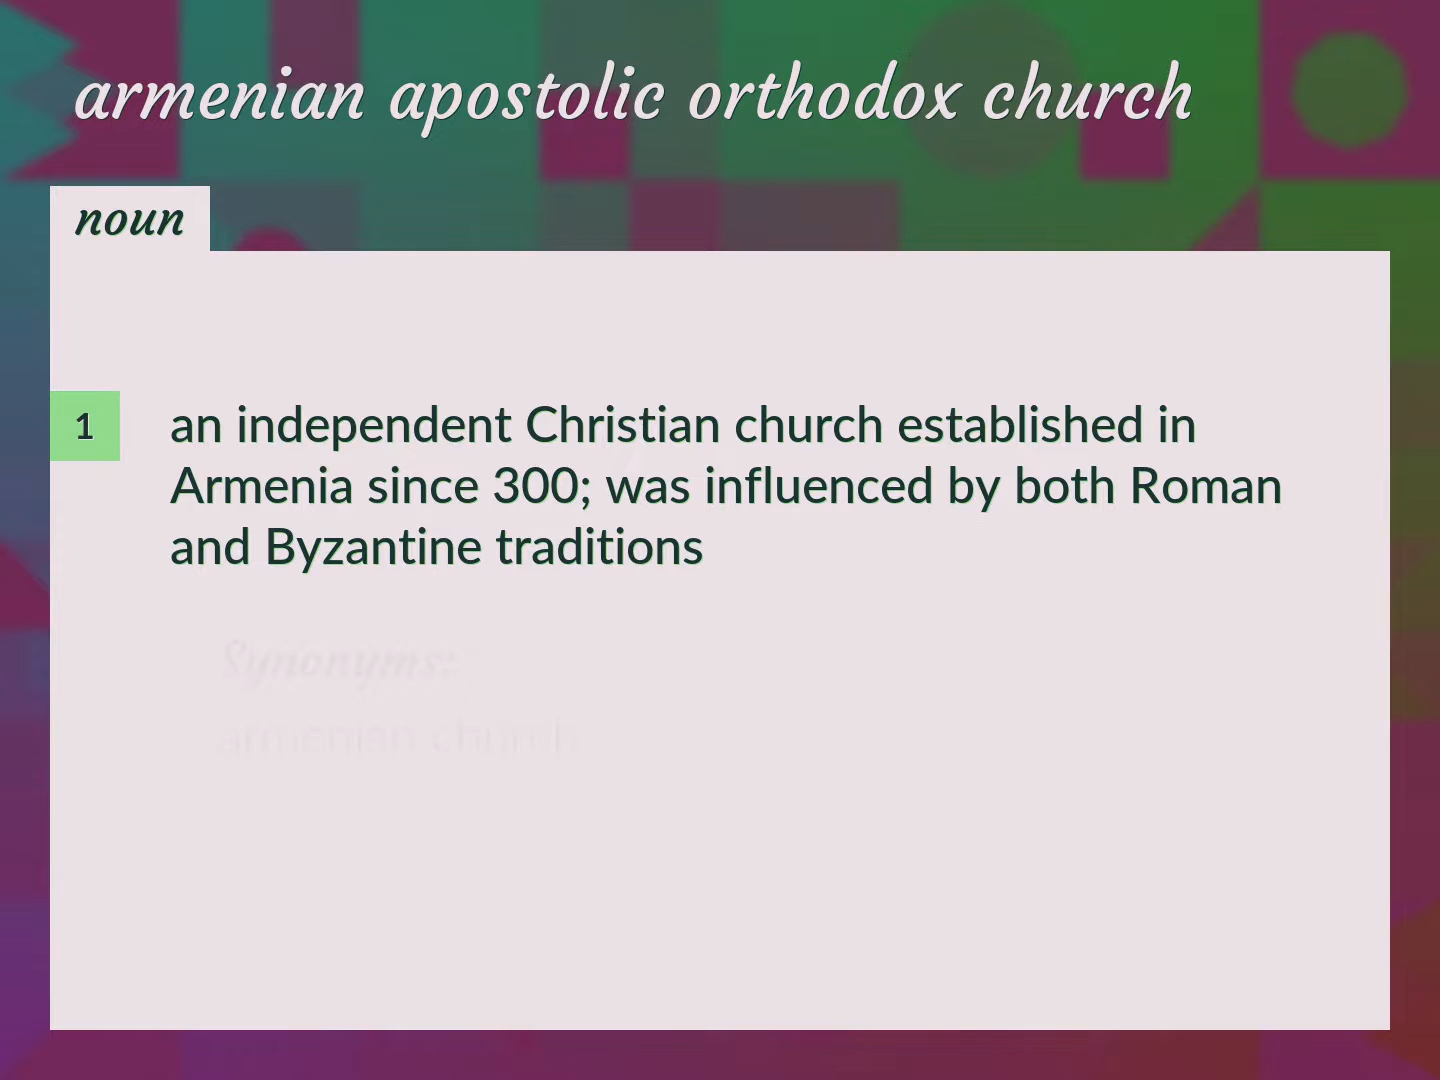 armenian apostolic orthodox church
noun
1
an independent Christian church established in
Armenia since 300; was influenced by both Roman
and Byzantine traditions
Synonyms:
armenian church